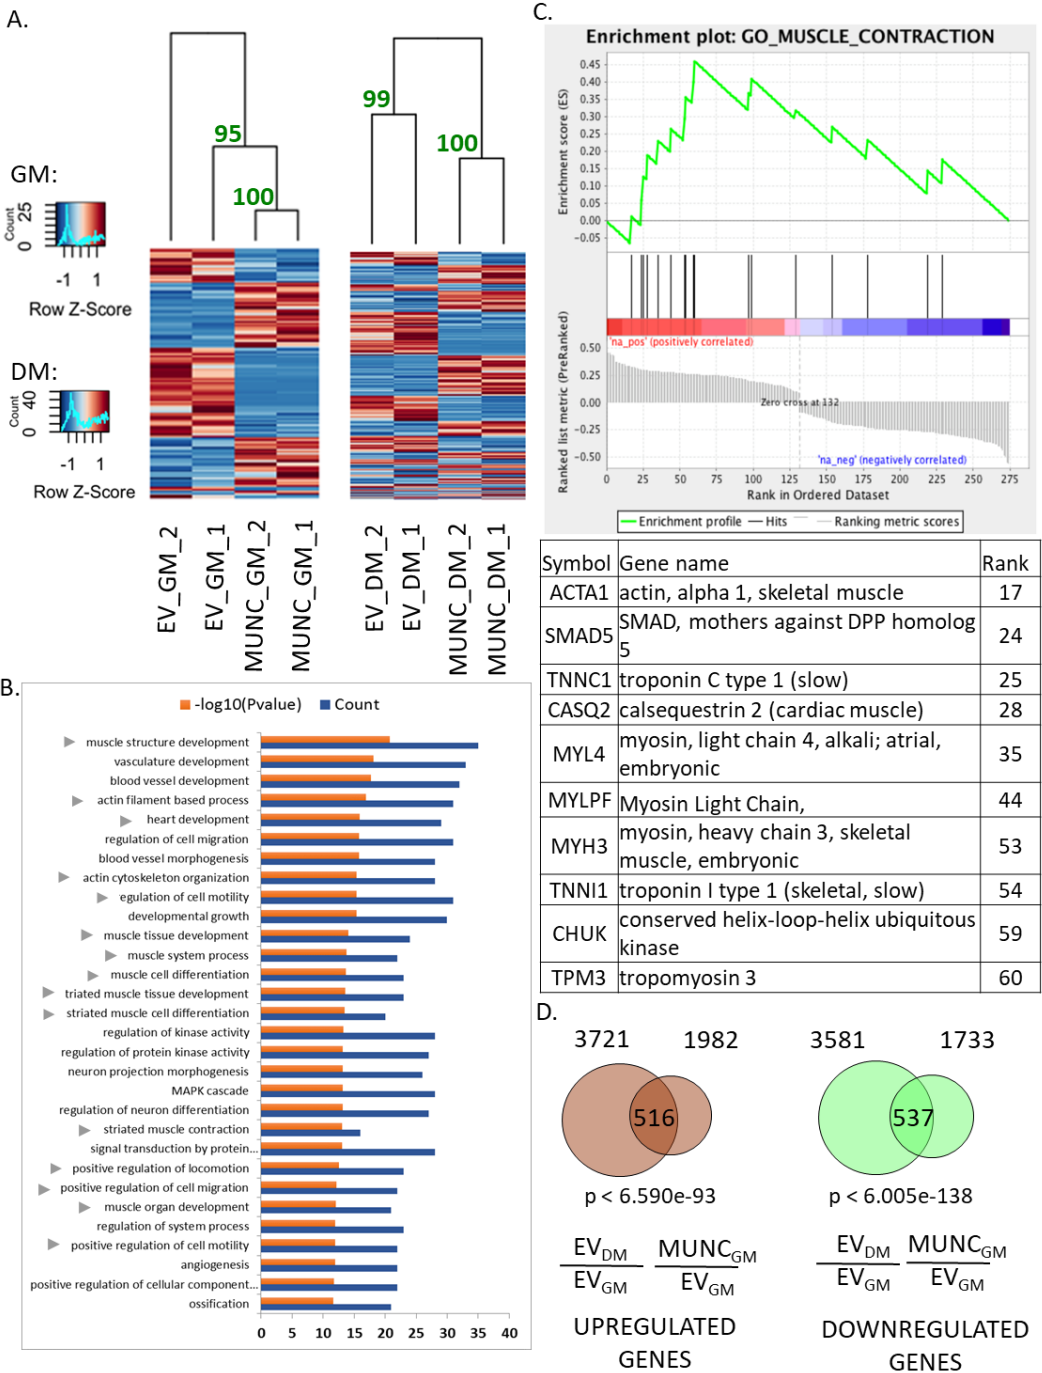 A.
99
95
100
100
GM:
Count
25
0
-1 1
Row Z-Score
DM:
Count
40
0
-1 1
Row Z-Score
EV_GM_2
EV_GM_1
MUNC_GM_2
MUNC_GM_1
EV_DM_2
EV_DM_1
MUNC_DM_2
MUNC_DM_1
B.
-log10(Pvalue) Count
muscle structure development
vasculature development
blood vessel development
actin filament based process
heart development
regulation of cell migration
blood vessel morphogenesis
actin cytoskeleton organization
egulation of cell motility
developmental growth
muscle tissue development
muscle system process
muscle cell differentiation
triated muscle tissue development
striated muscle cell differentiation
regulation of kinase activity
regulation of protein kinase activity
neuron projection morphogenesis
MAPK cascade
regulation of neuron differentiation
striated muscle contraction
signal transduction by protein...
positive regulation of locomotion
positive regulation of cell migration
muscle organ development
regulation of system process
positive regulation of cell motility
angiogenesis
positive regulation of cellular component...
ossification
0 5 10 15 20 25 30 35 40
C.
Enrichment plot: GO_MUSCLE_CONTRACTION
Enrichment score (ES)
0.45
0.40
0.35
0.30
0.25
0.20
0.15
0.10
0.05
0.00
-0.05
'na_pos' (positively correlated)
Ranked list metric (PreRanked)
0.50
0.25
0.00
-0.25
-0.50
Zero cross at 132
'na_neg' (negatively correlated)
0 25 50 75 100 125 150 175 200 225 250 275
Rank in Ordered Dataset
Enrichment profile Hits Ranking metric scores
Symbol Gene name Rank
ACTA1 actin, alpha 1, skeletal muscle 17
SMAD5 SMAD, mothers against DPP homolog 24
5
TNNC1 troponin C type 1 (slow) 25
CASQ2 calsequestrin 2 (cardiac muscle) 28
MYL4 myosin, light chain 4, alkali; atrial, 35
embryonic
MYLPF Myosin Light Chain, 44
MYH3 myosin, heavy chain 3, skeletal 53
muscle, embryonic
TNNI1 troponin I type 1 (skeletal, slow) 54
CHUK conserved helix-loop-helix ubiquitous 59
kinase
TPM3 tropomyosin 3 60
D.
3721 1982 3581 1733
516 537
p < 6.590e-93 p < 6.005e-138
EVDM MUNCGM EVDM MUNCGM
EVGM EVGM EVGM EVGM
UPREGULATED DOWNREGULATED
GENES GENES